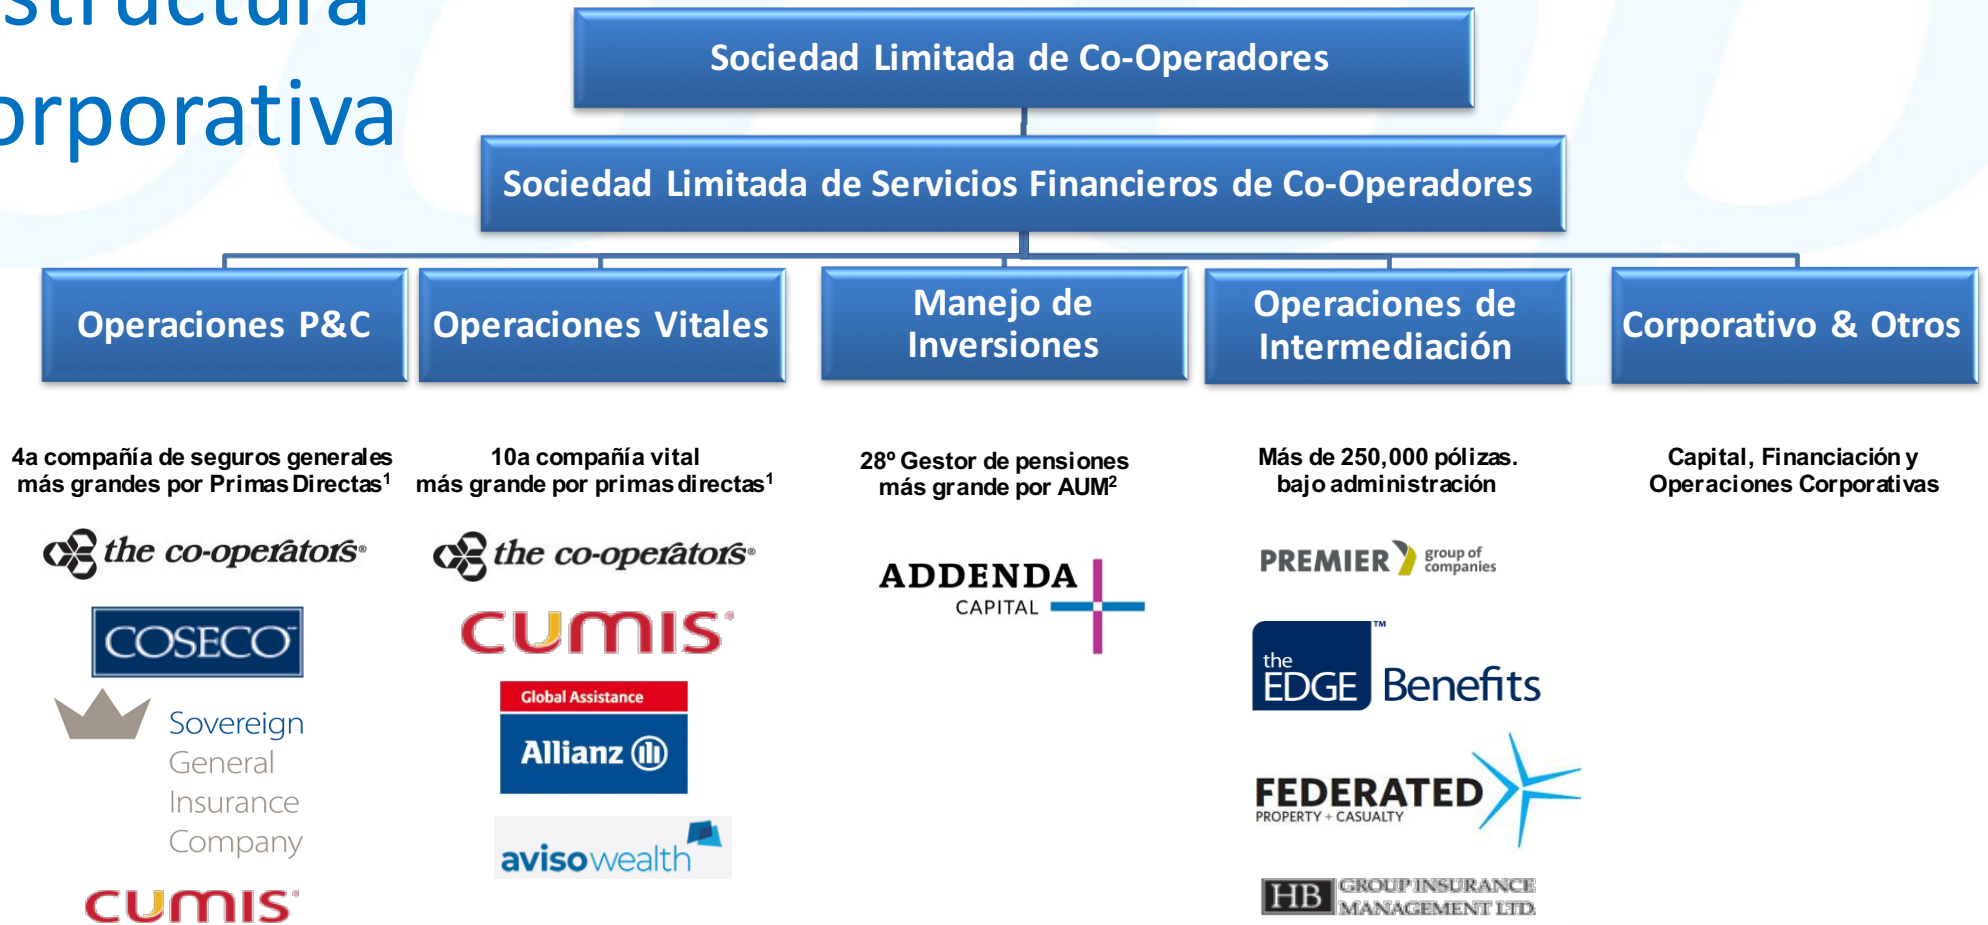 structura
orporativa
Sociedad Limitada de Co-Operadores
Sociedad Limitada de Servicios Financieros de Co-Operadores
Operaciones P&C
Operaciones Vitales
Manejo de
Inversiones
Operaciones de
Intermediación
Corporativo & Otros
4a compañía de seguros generales
más grandes por Primas Directas¹
10a compañía vital
más grande por primas directas¹
28º Gestor de pensiones
más grande por AUM²
Más de 250,000 pólizas.
bajo administración
Capital, Financiación y
Operaciones Corporativas
the co-operators®
COSECO
Sovereign
General
Insurance
Company
CUMIS
the co-operators®
CUMIS
Global Assistance
Allianz
avisowealth
ADDENDA
CAPITAL
PREMIER group of
companies
the
EDGE Benefits™
FEDERATED
PROPERTY + CASUALTY
HB GROUP INSURANCE
MANAGEMENT LTD.